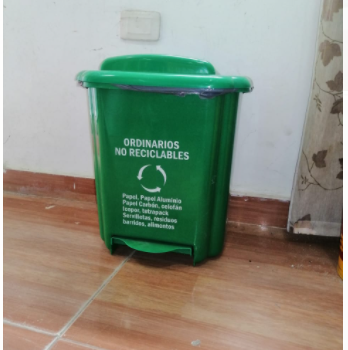 ORDINARIOS
NO RECICLABLES
Papel, Papel Aluminio
Papel Carbón, celofán
Icopor, tetrapack
Servilletas, residuos
barridos, alimentos